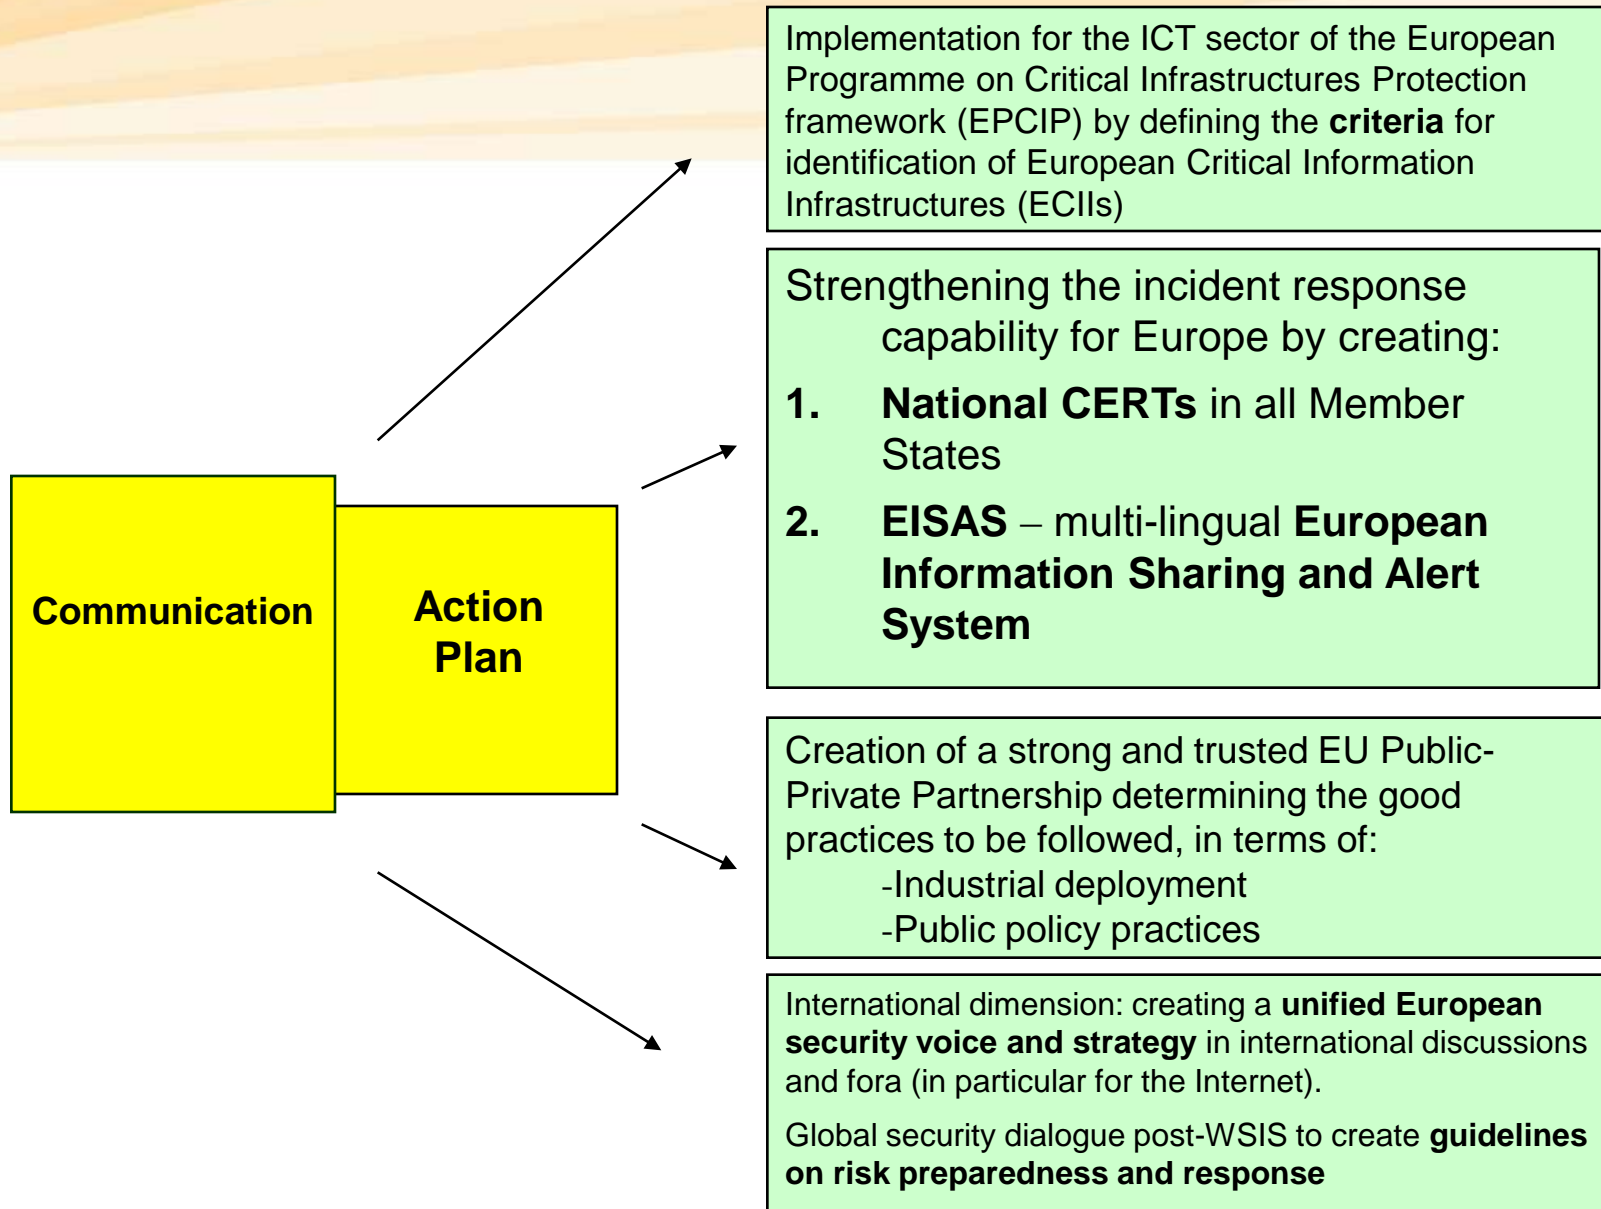 Implementation for the ICT sector of the European
Programme on Critical Infrastructures Protection
framework (EPCIP) by defining the criteria for
identification of European Critical Information
Infrastructures (ECIIs)
Strengthening the incident response
capability for Europe by creating:
1. National CERTs in all Member
States
2. EISAS – multi-lingual European
Information Sharing and Alert
System
Communication
Action
Plan
Creation of a strong and trusted EU Public-
Private Partnership determining the good
practices to be followed, in terms of:
-Industrial deployment
-Public policy practices
International dimension: creating a unified European
security voice and strategy in international discussions
and fora (in particular for the Internet).
Global security dialogue post-WSIS to create guidelines
on risk preparedness and response